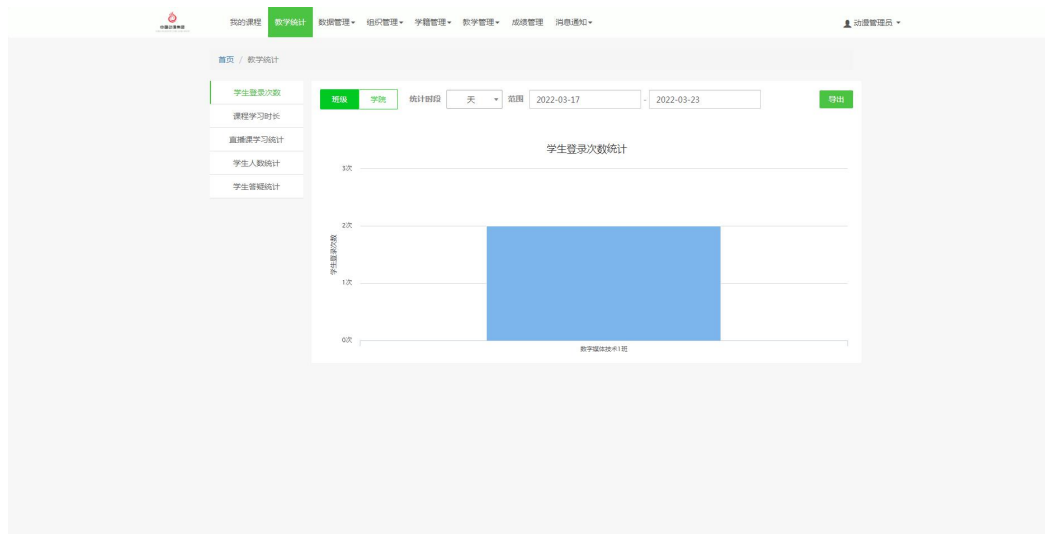 我的课程 教学统计 数据管理 组织管理 学籍管理 教学管理 成绩管理 消息通知 动漫管理员
首页 / 教学统计
学生登录次数
课程学习时长
直播课学习统计
学生人数统计
学生答疑统计
班级 学院 统计时段 天 范围 2022-03-17 - 2022-03-23 导出
学生登录次数统计
3次
2次
1次
0次
学生登录次数
数字媒体技术1班